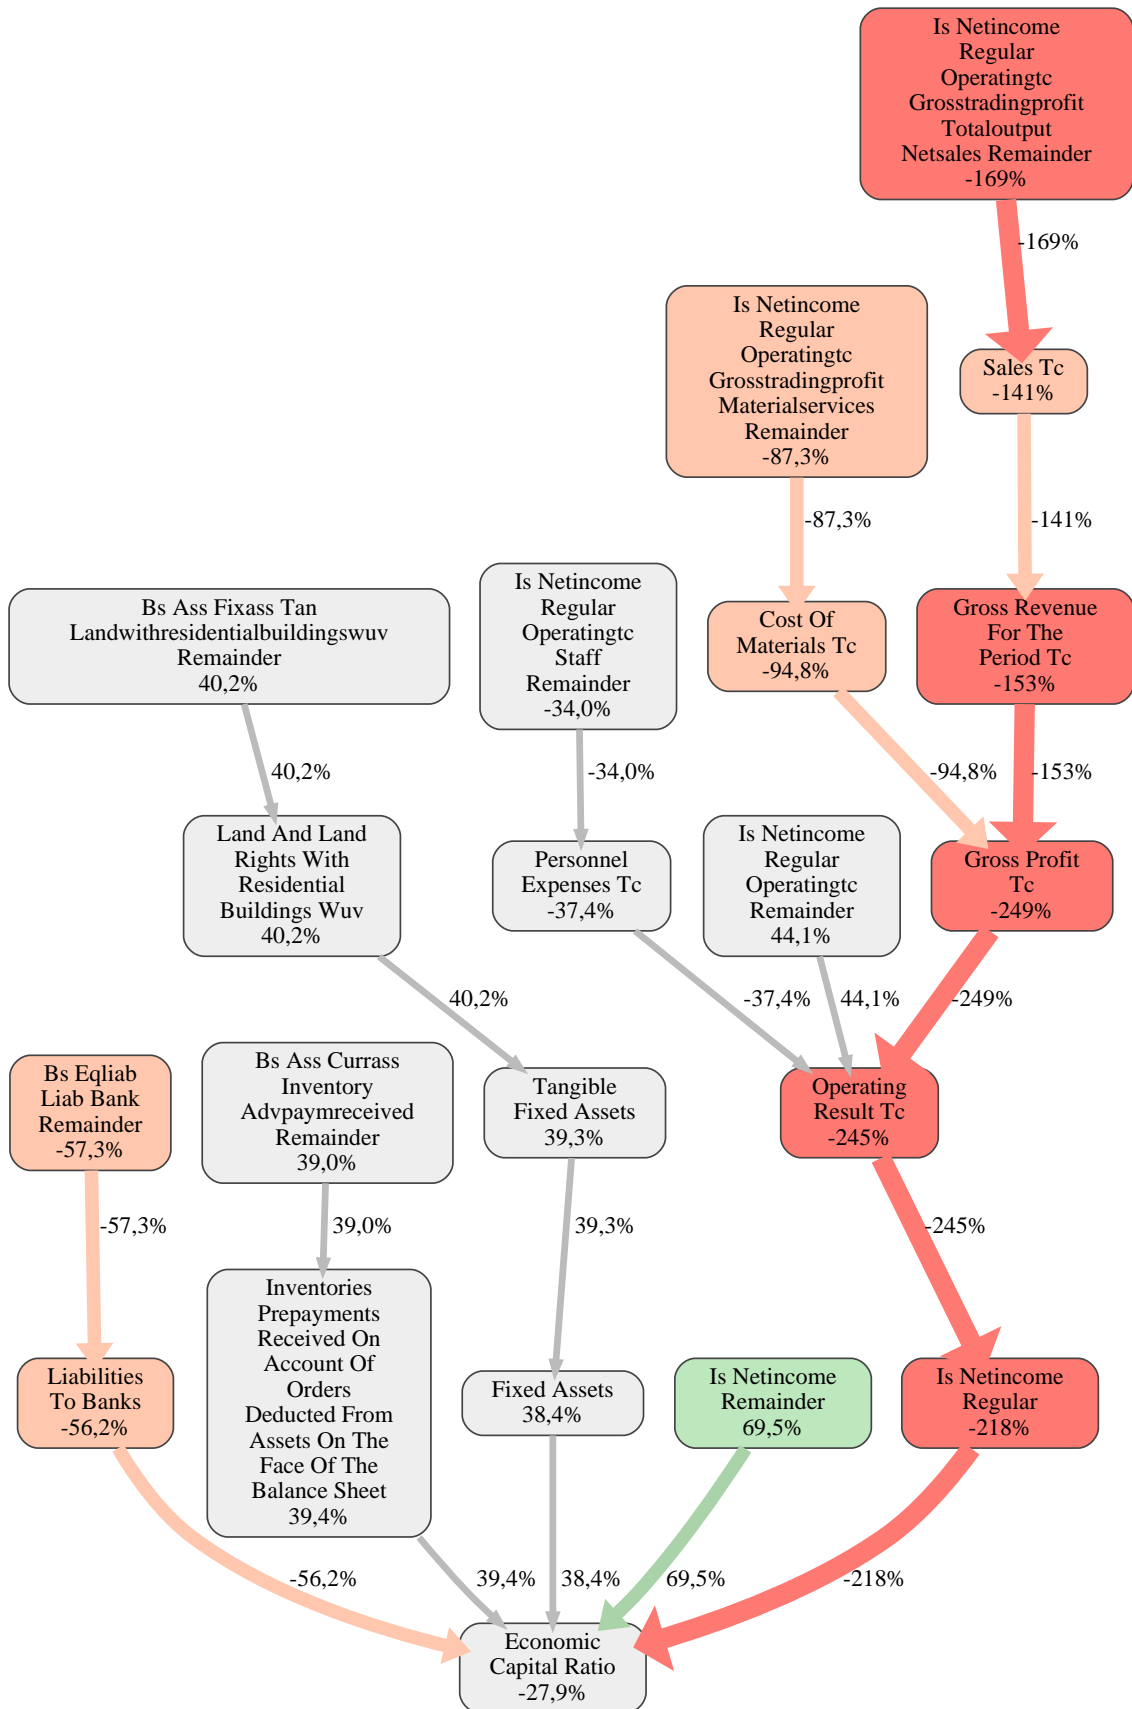 Is Netincome
Regular
Operatingtc
Grosstradingprofit
Totaloutput
Netsales Remainder
-169%
-169%
Is Netincome
Regular
Operatingtc
Grosstradingprofit
Materialservices
Remainder
-87,3%
Sales Tc
-141%
-87,3%
-141%
Bs Ass Fixass Tan
Landwithresidentialbuildingswuv
Remainder
40,2%
Is Netincome
Regular
Operatingtc
Staff
Remainder
-34,0%
Cost Of
Materials Tc
-94,8%
Gross Revenue
For The
Period Tc
-153%
40,2%
-34,0%
-94,8%
-153%
Land And Land
Rights With
Residential
Buildings Wuv
40,2%
Personnel
Expenses Tc
-37,4%
Is Netincome
Regular
Operatingtc
Remainder
44,1%
Gross Profit
Tc
-249%
40,2%
-37,4%
44,1%
-249%
Bs Eqliab
Liab Bank
Remainder
-57,3%
Bs Ass Currass
Inventory
Advpaymreceived
Remainder
39,0%
Tangible
Fixed Assets
39,3%
Operating
Result Tc
-245%
-57,3%
39,0%
39,3%
-245%
Liabilities
To Banks
-56,2%
Inventories
Prepayments
Received On
Account Of
Orders
Deducted From
Assets On The
Face Of The
Balance Sheet
39,4%
Fixed Assets
38,4%
Is Netincome
Remainder
69,5%
Is Netincome
Regular
-218%
-56,2%
39,4%
38,4%
69,5%
-218%
Economic
Capital Ratio
-27,9%